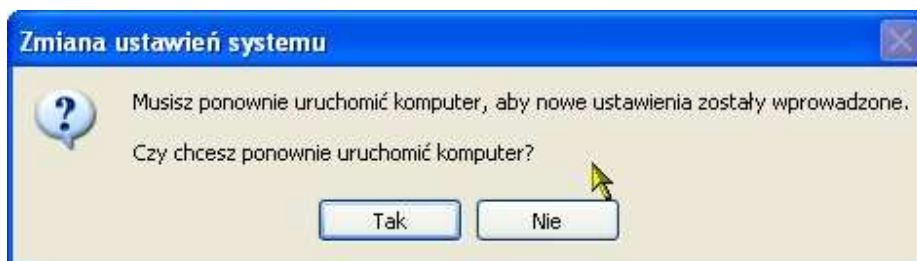 Zmiana ustawień systemu
Musisz ponownie uruchomić komputer, aby nowe ustawienia zostały wprowadzone.
Czy chcesz ponownie uruchomić komputer?
Tak
Nie